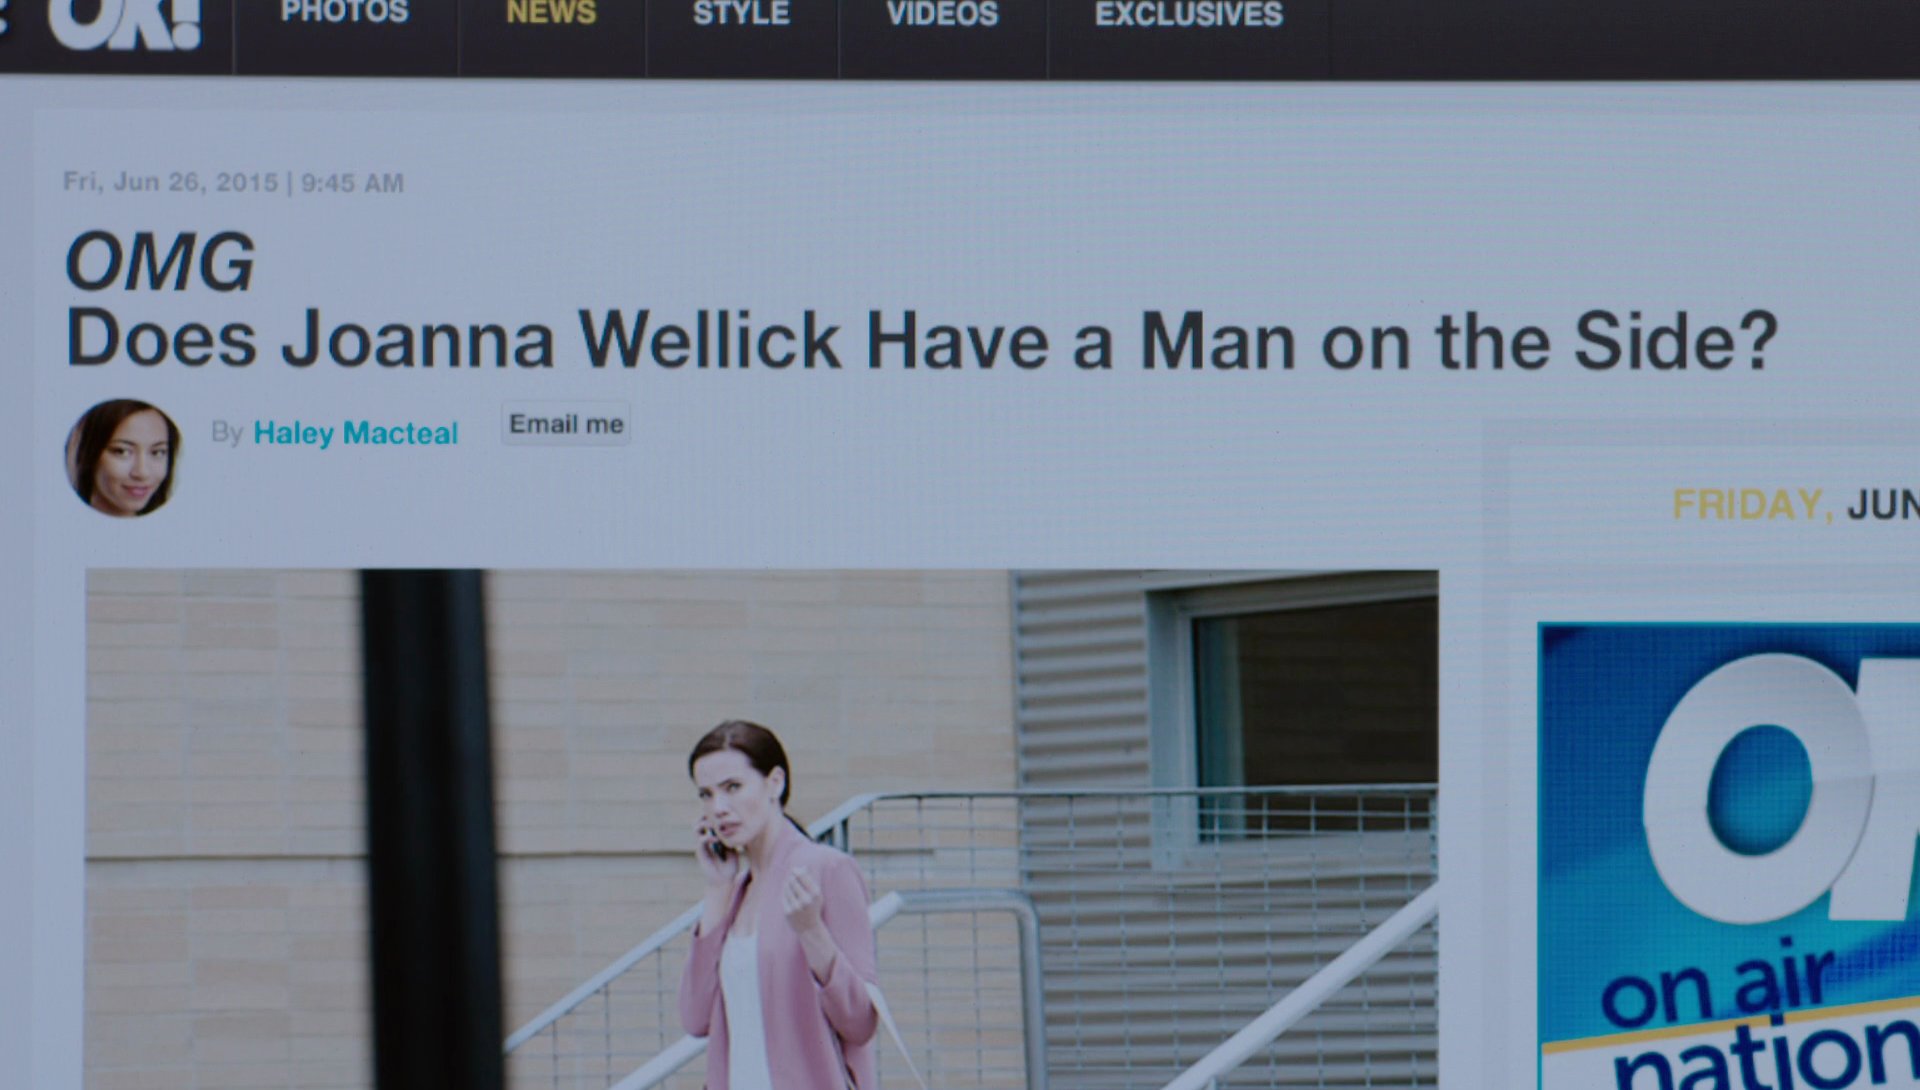 OK!
PHOTOS
NEWS
STYLE
VIDEOS
EXCLUSIVES
Fri, Jun 26, 2015 | 9:45 AM
OMG
Does Joanna Wellick Have a Man on the Side?
By Haley Macteal
Email me
FRIDAY, JUN
O
on air
nation